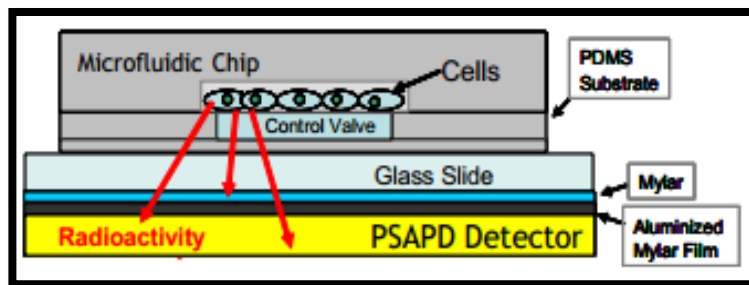 Microfluidic Chip
Cells
PDMS
Substrate
Control Valve
Glass Slide
Mylar
Radioactivity
PSAPD Detector
Aluminized
Mylar Film